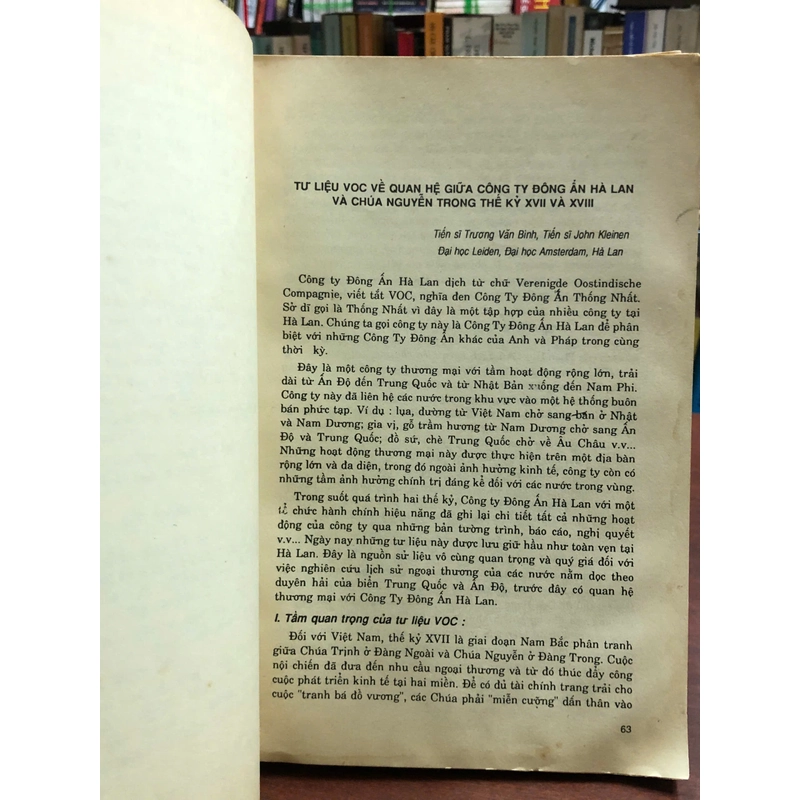 TƯ LIỆU VOC VỀ QUAN HỆ GIỮA CÔNG TY ĐÔNG ẤN HÀ LAN
VÀ CHÚA NGUYỄN TRONG THẾ KỶ XVII VÀ XVIII
Tiến sĩ Trương Văn Bình, Tiến sĩ John Kleinen
Đại học Leiden, Đại học Amsterdam, Hà Lan
Công ty Đông Ấn Hà Lan dịch từ chữ Verenigde Oostindische
Compagnie, viết tắt VOC, nghĩa đen Công Ty Đông Ấn Thống Nhất.
Sở dĩ gọi là Thống Nhất vì đây là một tập hợp của nhiều công ty tại
Hà Lan. Chúng ta gọi công ty này là Công Ty Đông Ấn Hà Lan để phân
biệt với những Công Ty Đông Ấn khác của Anh và Pháp trong cùng
thời kỳ.
Đây là một công ty thương mại với tầm hoạt động rộng lớn, trải
dài từ Ấn Độ đến Trung Quốc và từ Nhật Bản xuống đến Nam Phi.
Công ty này đã liên hệ các nước trong khu vực vào một hệ thống buôn
bán phức tạp. Ví dụ : lụa, đường từ Việt Nam chở sang bán ở Nhật
và Nam Dương; gia vị, gỗ trầm hương từ Nam Dương chở sang Ấn
Độ và Trung Quốc; đồ sứ, chè Trung Quốc chở về Âu Châu v.v...
Những hoạt động thương mại này được thực hiện trên một địa bàn
rộng lớn và đa diện, trong đó ngoài ảnh hưởng kinh tế, công ty còn có
những tầm ảnh hưởng chính trị đáng kể đối với các nước trong vùng.
Trong suốt quá trình hai thế kỷ, Công ty Đông Ấn Hà Lan với một
tổ chức hành chính hiệu năng đã ghi lại chi tiết tất cả những hoạt
động của công ty qua những bản tường trình, báo cáo, nghị quyết
v.v... Ngày nay những tư liệu này được lưu giữ hầu như toàn vẹn tại
Hà Lan. Đây là nguồn sử liệu vô cùng quan trọng và quý giá đối với
việc nghiên cứu lịch sử ngoại thương của các nước nằm dọc theo
duyên hải của biển Trung Quốc và Ấn Độ, trước đây có quan hệ
thương mại với Công Ty Đông Ấn Hà Lan.
I. Tầm quan trọng của tư liệu VOC :
Đối với Việt Nam, thế kỷ XVII là giai đoạn Nam Bắc phân tranh
giữa Chúa Trịnh ở Đàng Ngoài và Chúa Nguyễn ở Đàng Trong. Cuộc
nội chiến đã đưa đến nhu cầu ngoại thương và từ đó thúc đẩy công
cuộc phát triển kinh tế tại hai miền. Để có đủ tài chính trang trải cho
cuộc "tranh bá đồ vương", các Chúa phải "miễn cưỡng" dấn thân vào
63